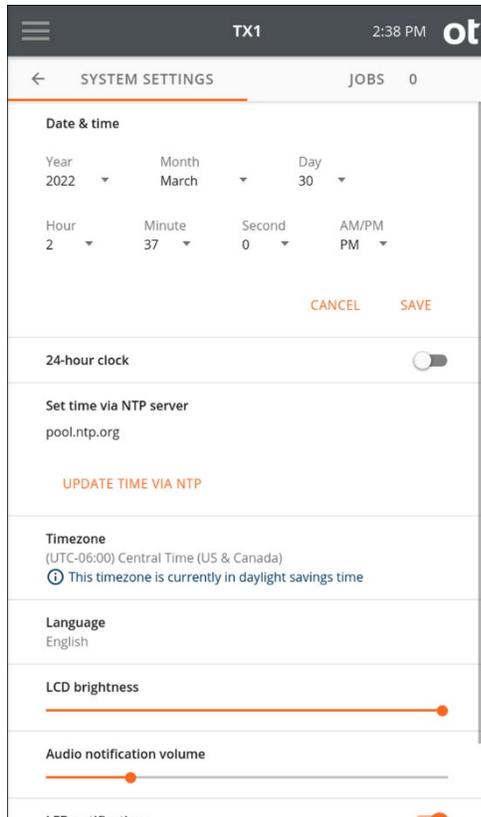 TX1 2:38 PM ot
SYSTEM SETTINGS JOBS 0
Date & time
Year Month Day
2022 March 30
Hour Minute Second AM/PM
2 37 0 PM
CANCEL SAVE
24-hour clock
Set time via NTP server
pool.ntp.org
UPDATE TIME VIA NTP
Timezone
(UTC-06:00) Central Time (US & Canada)
This timezone is currently in daylight savings time
Language
English
LCD brightness
Audio notification volume